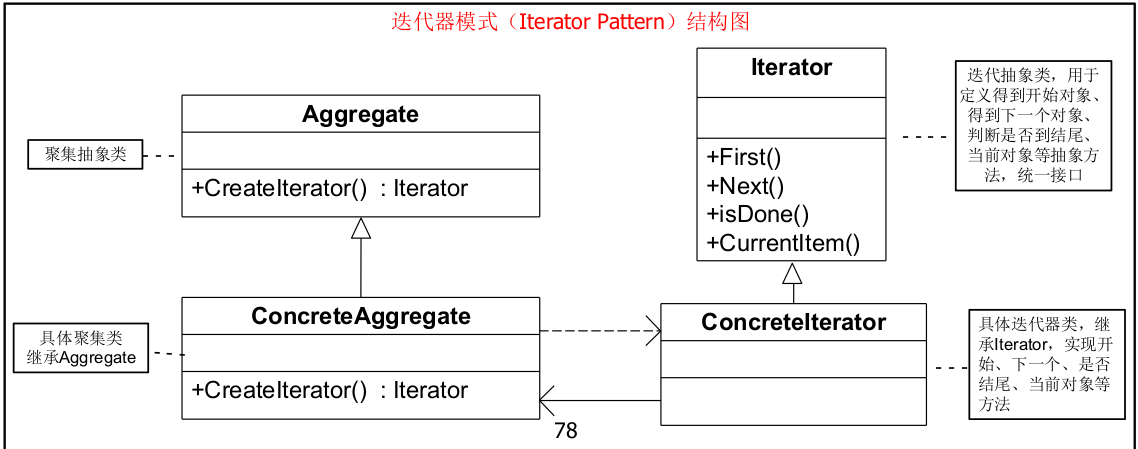 迭代器模式（Iterator Pattern）结构图
Aggregate
+CreateIterator() : Iterator
聚集抽象类
Iterator
+First()
+Next()
+isDone()
+CurrentItem()
迭代抽象类，用于
定义得到开始对象、
得到下一个对象、
判断是否到结尾、
当前对象等抽象方
法，统一接口
具体聚集类
继承Aggregate
ConcreteAggregate
+CreateIterator() : Iterator
ConcreteIterator
具体迭代器类，继
承Iterator，实现开
始、下一个、是否
结尾、当前对象等
方法
78